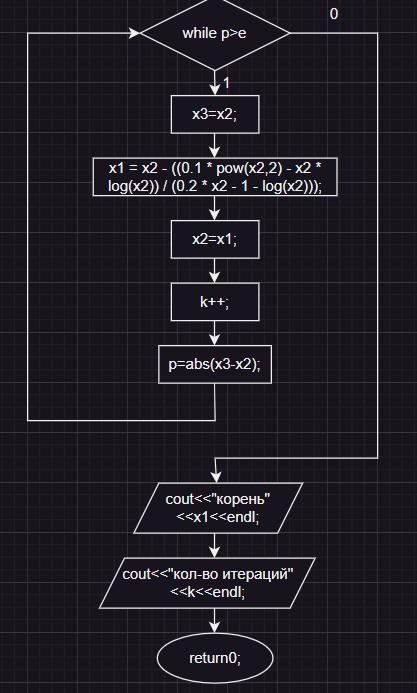 0
while p>e
1
x3=x2;
x1 = x2 - ((0.1 * pow(x2,2) - x2 *
log(x2)) / (0.2 * x2 - 1 - log(x2)));
x2=x1;
k++;
p=abs(x3-x2);
cout<<"корень"
<<x1<<endl;
cout<<"кол-во итераций"
<<k<<endl;
return0;